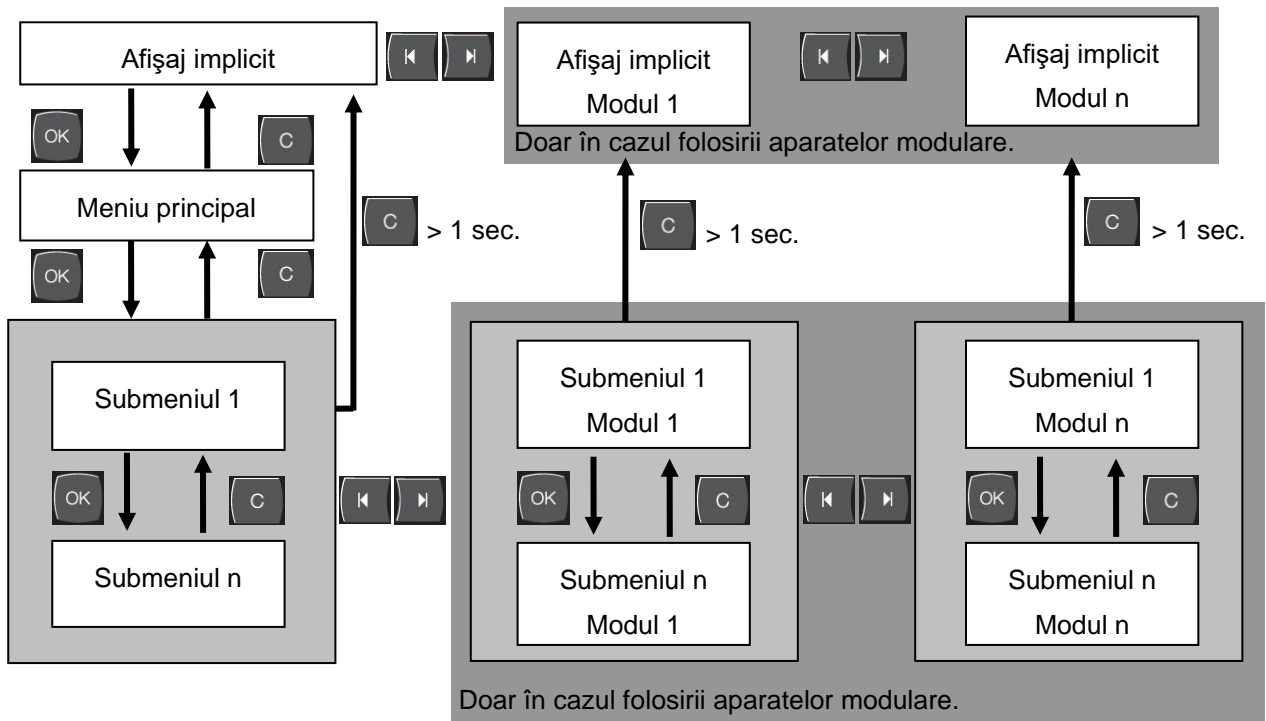 Afişaj implicit
Afişaj implicit
Modul 1
Afişaj implicit
Modul n
Doar în cazul folosirii aparatelor modulare.
OK
C
Meniu principal
C > 1 sec.
C > 1 sec.
C > 1 sec.
OK
C
Submeniul 1
Submeniul 1
Modul 1
Submeniul 1
Modul n
OK
C
OK
C
OK
C
Submeniul n
Submeniul n
Modul 1
Submeniul n
Modul n
Doar în cazul folosirii aparatelor modulare.